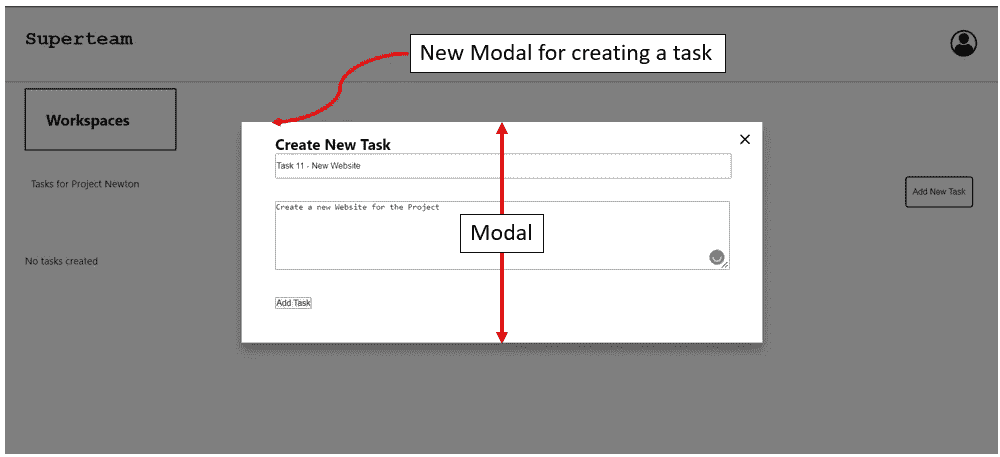 Superteam
New Modal for creating a task
Workspaces
Create New Task
Task 11 - New Website
Tasks for Project Newton
Add New Task
Create a new Website for the Project
Modal
No tasks created
Add Task